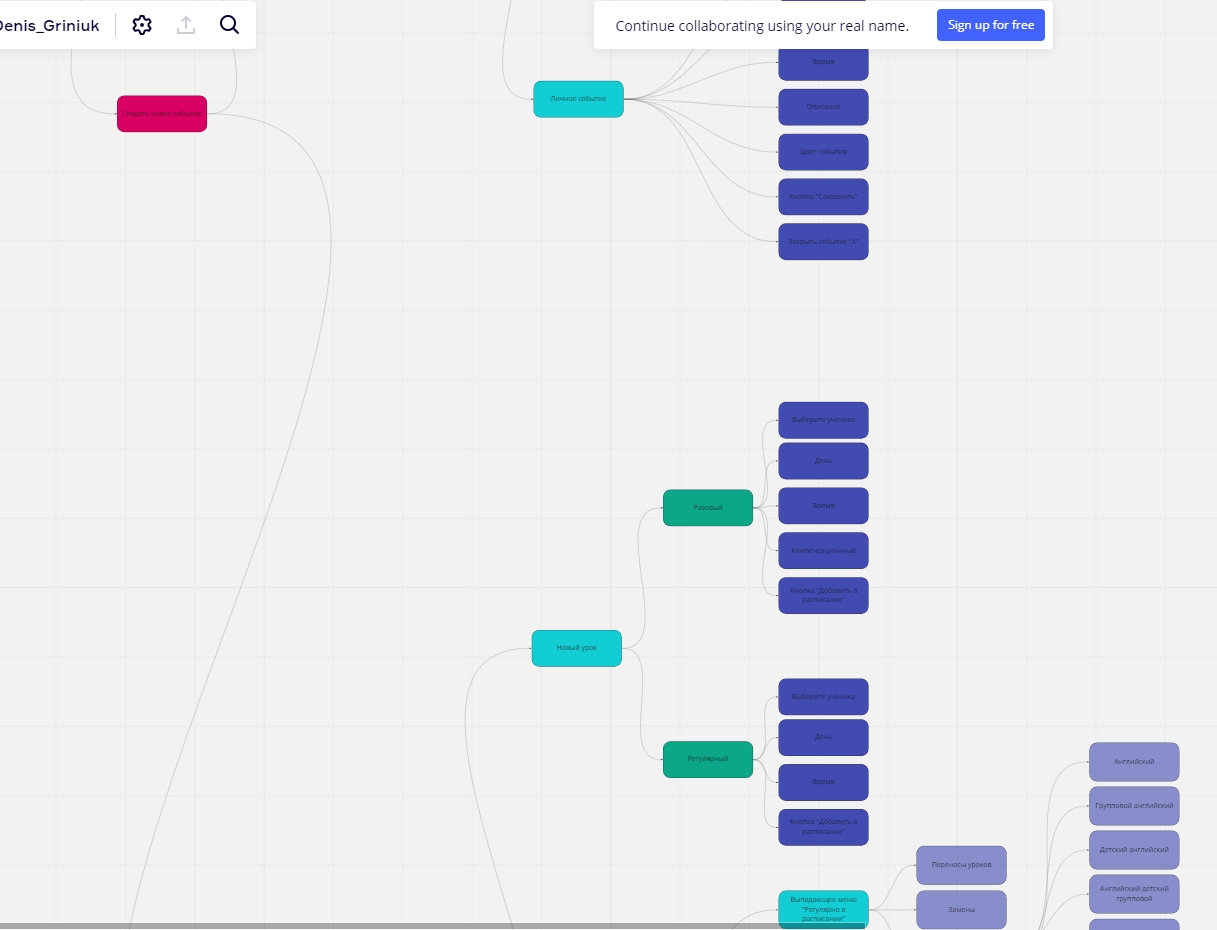 Denis_Griniuk
Continue collaborating using your real name.
Sign up for free
Создать новое событие
Личное событие
Время
Описание
Цвет события
Кнопка "Сохранить"
Закрыть событие "X"
Новый урок
Разовый
Выберите ученика
День
Время
Компенсационный
Кнопка "Добавить в
расписание"
Регулярный
Выберите ученика
День
Время
Кнопка "Добавить в
расписание"
Выпадающее меню
"Регулярно в
расписании"
Переносы уроков
Замены
Английский
Групповой английский
Детский английский
Английский детский
групповой